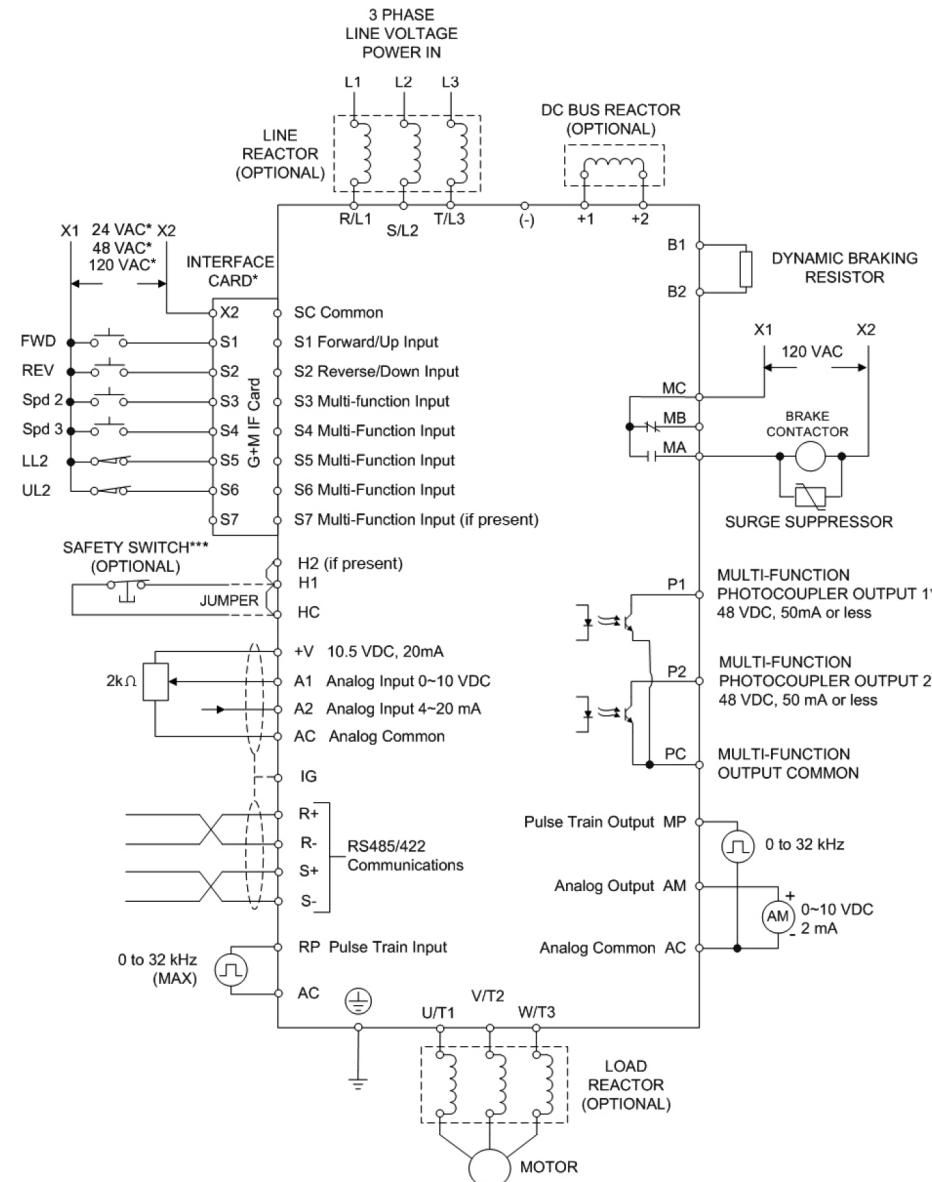 3 PHASE
LINE VOLTAGE
POWER IN
L1 L2 L3
LINE
REACTOR
(OPTIONAL)
DC BUS REACTOR
(OPTIONAL)
R/L1 S/L2 T/L3 (-) +1 +2
X1 24 VAC* X2
48 VAC*
120 VAC*
INTERFACE
CARD*
B1
B2
DYNAMIC BRAKING
RESISTOR
X2 SC Common
FWD S1 S1 Forward/Up Input
REV S2 S2 Reverse/Down Input
Spd 2 S3 S3 Multi-function Input
Spd 3 S4 S4 Multi-Function Input
LL2 S5 S5 Multi-Function Input
UL2 S6 S6 Multi-Function Input
S7 S7 Multi-Function Input (if present)
G+M IF Card
X1 X2
120 VAC
MC
MB
MA
BRAKE
CONTACTOR
SURGE SUPPRESSOR
SAFETY SWITCH***
(OPTIONAL)
H2 (if present)
H1
JUMPER
HC
P1
MULTI-FUNCTION
PHOTOCOUPLER OUTPUT 1
48 VDC, 50mA or less
+V 10.5 VDC, 20mA
2kΩ A1 Analog Input 0~10 VDC
A2 Analog Input 4~20 mA
AC Analog Common
IG
P2
MULTI-FUNCTION
PHOTOCOUPLER OUTPUT 2
48 VDC, 50 mA or less
PC
MULTI-FUNCTION
OUTPUT COMMON
R+
R-
S+
S-
RS485/422
Communications
Pulse Train Output MP
0 to 32 kHz
Analog Output AM
+
AM
-
0~10 VDC
2 mA
Analog Common AC
RP Pulse Train Input
0 to 32 kHz
(MAX)
AC
U/T1 V/T2 W/T3
LOAD
REACTOR
(OPTIONAL)
MOTOR